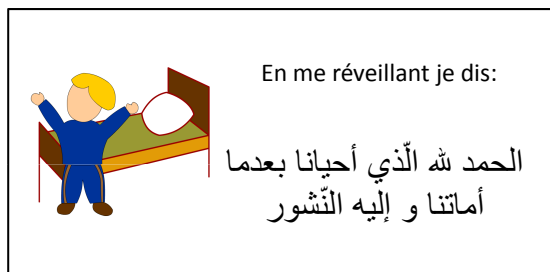 En me réveillant je dis:
الحمد لله الّذي أحيانا بعدما
أماتنا و إليه النّشور